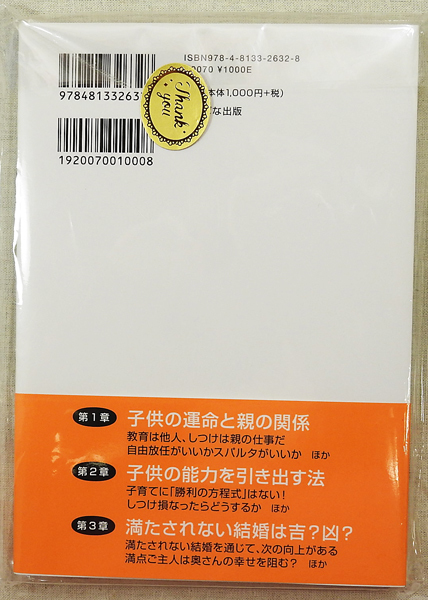 ISBN978-4-8133-2632-8
0070 ¥1000E
体1,000円+税)
な出版
97848133263
1920070010008
Thank
you
第1章 子供の運命と親の関係
教育は他人、しつけは親の仕事だ
自由放任がいいかスパルタがいいか ほか
第2章 子供の能力を引き出す法
子育てに「勝利の方程式」はない!
しつけ損なったらどうするか ほか
第3章 満たされない結婚は吉?凶?
満たされない結婚を通じて、次の向上がある
満点ご主人は奥さんの幸せを阻む? ほか